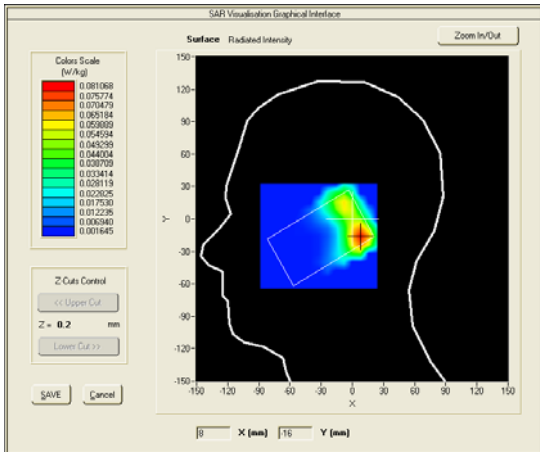 SAR Visualisation Graphical Interface
Surface Radiated Intensity
Zoom In/Out
Colors Scale
(W/kg)
0.081068
0.075774
0.070479
0.065184
0.059889
0.054594
0.049299
0.044004
0.038709
0.033414
0.028119
0.022825
0.017530
0.012235
0.006940
0.001645
150
120
90
60
30
0
-30
-60
-90
-120
-150
Y
-150 -120 -90 -60 -30 0 30 60 90 120 150
X
Z-Cuts Control
<< Upper Cut
Z = 0.2 mm
Lower Cut >>
SAVE Cancel
8 X (mm) -16 Y (mm)